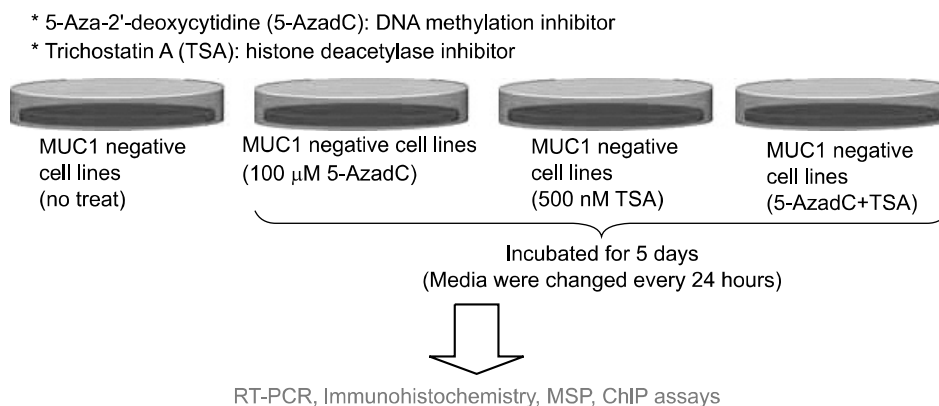 * 5-Aza-2'-deoxycytidine (5-AzadC): DNA methylation inhibitor
* Trichostatin A (TSA): histone deacetylase inhibitor
MUC1 negative
cell lines
(no treat)
MUC1 negative cell lines
(100 μM 5-AzadC)
MUC1 negative
cell lines
(500 nM TSA)
MUC1 negative
cell lines
(5-AzadC+TSA)
Incubated for 5 days
(Media were changed every 24 hours)
RT-PCR, Immunohistochemistry, MSP, ChIP assays